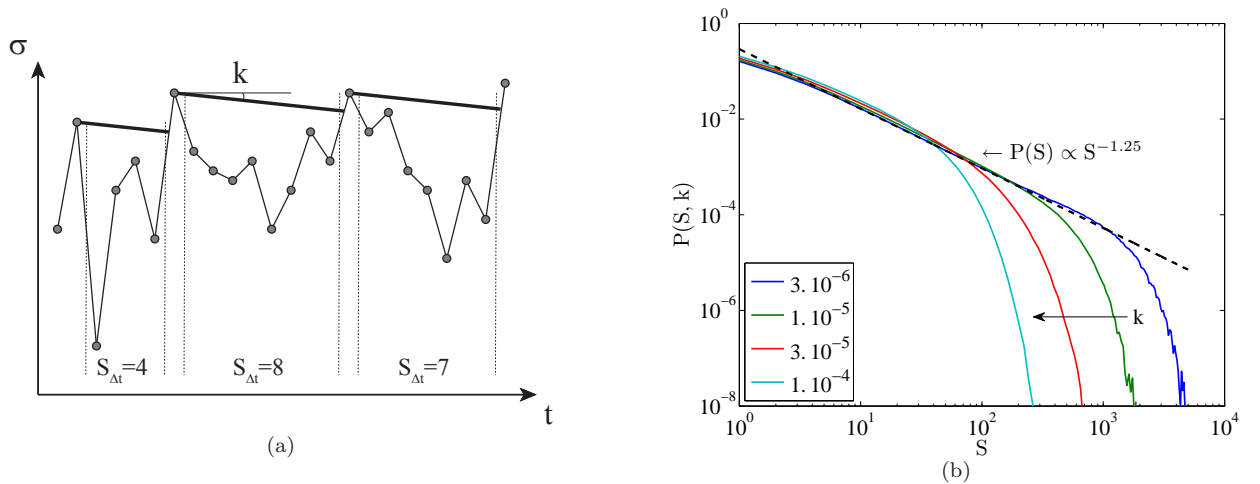 σ
k
S_Δt=4
S_Δt=8
S_Δt=7
t
(a)
10^0
10^-2
10^-4
10^-6
10^-8
P(S, k)
← P(S) ∝ S^-1.25
3. 10^-6
1. 10^-5
3. 10^-5
1. 10^-4
k
10^0 10^1 10^2 10^3 10^4
S
(b)